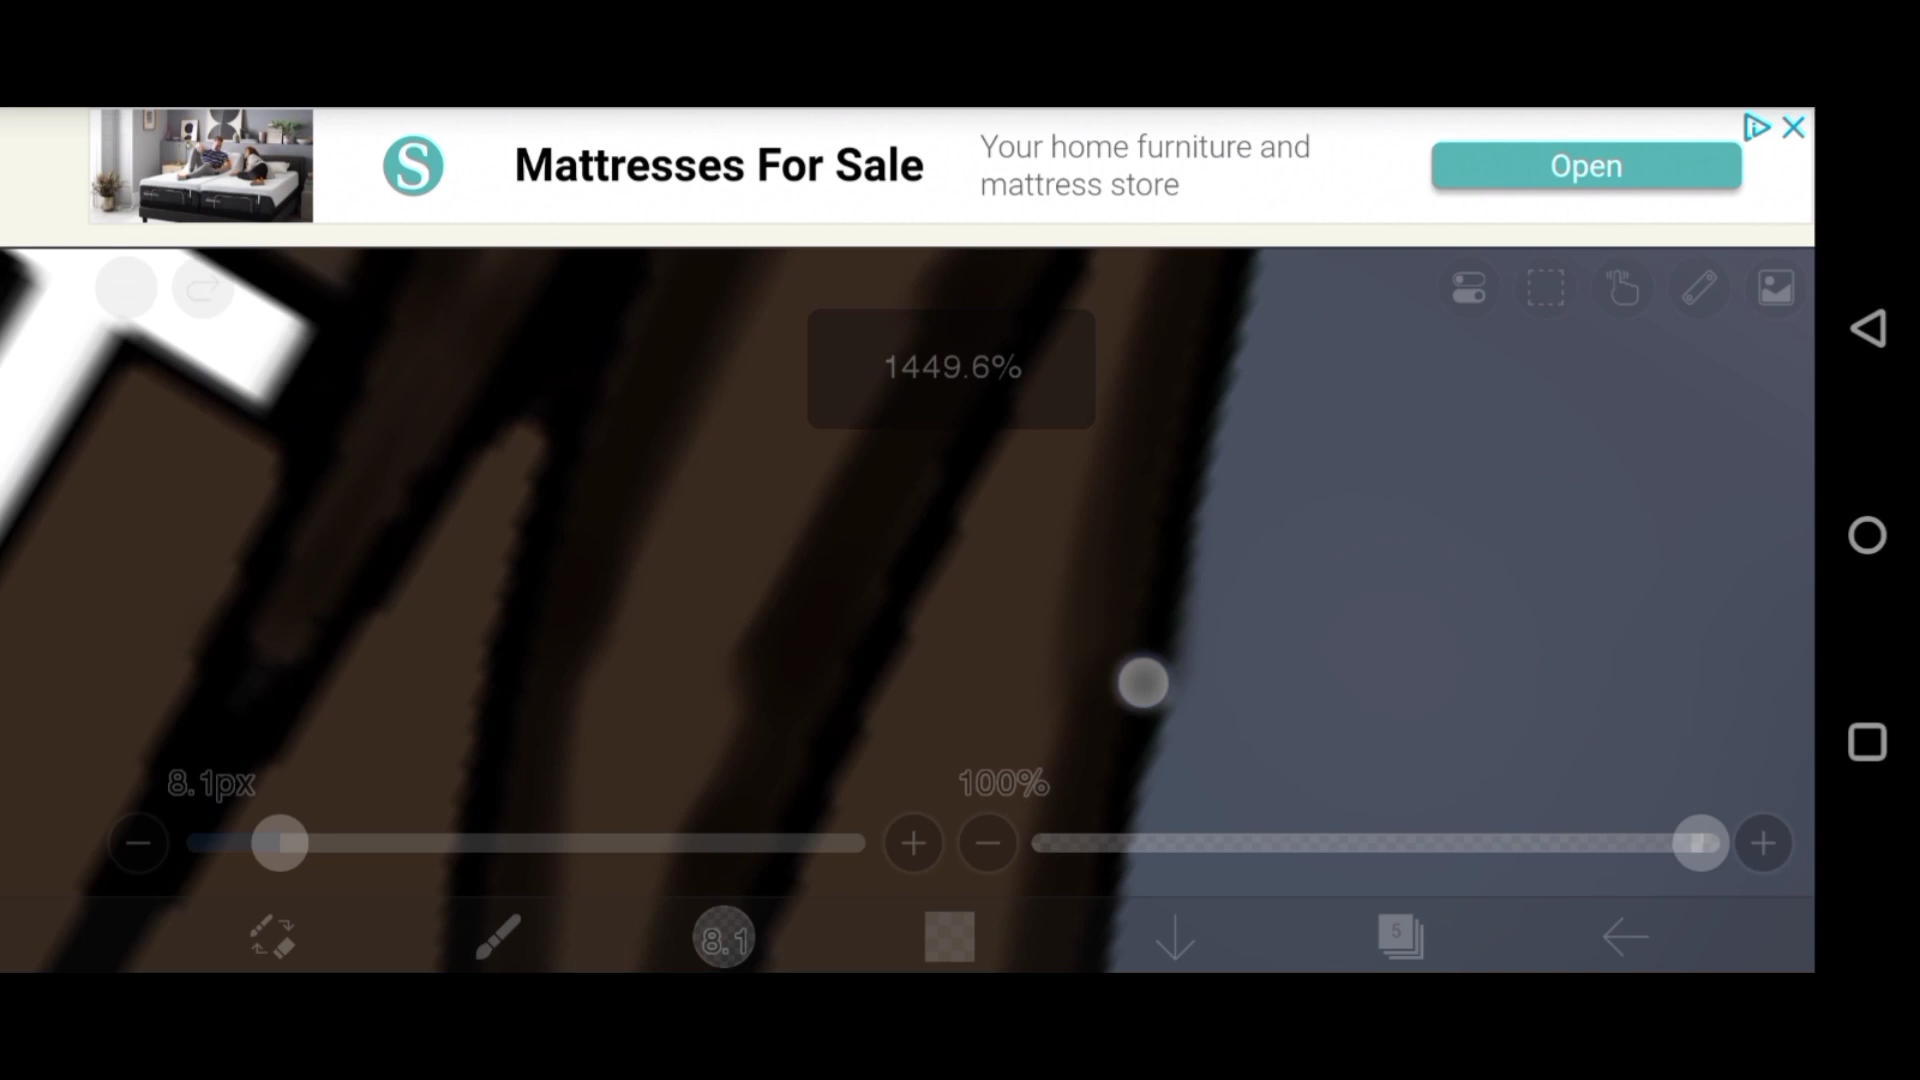 S
Mattresses For Sale
Your home furniture and
mattress store
Open
1449.6%
8.1px
100%
8.1
5